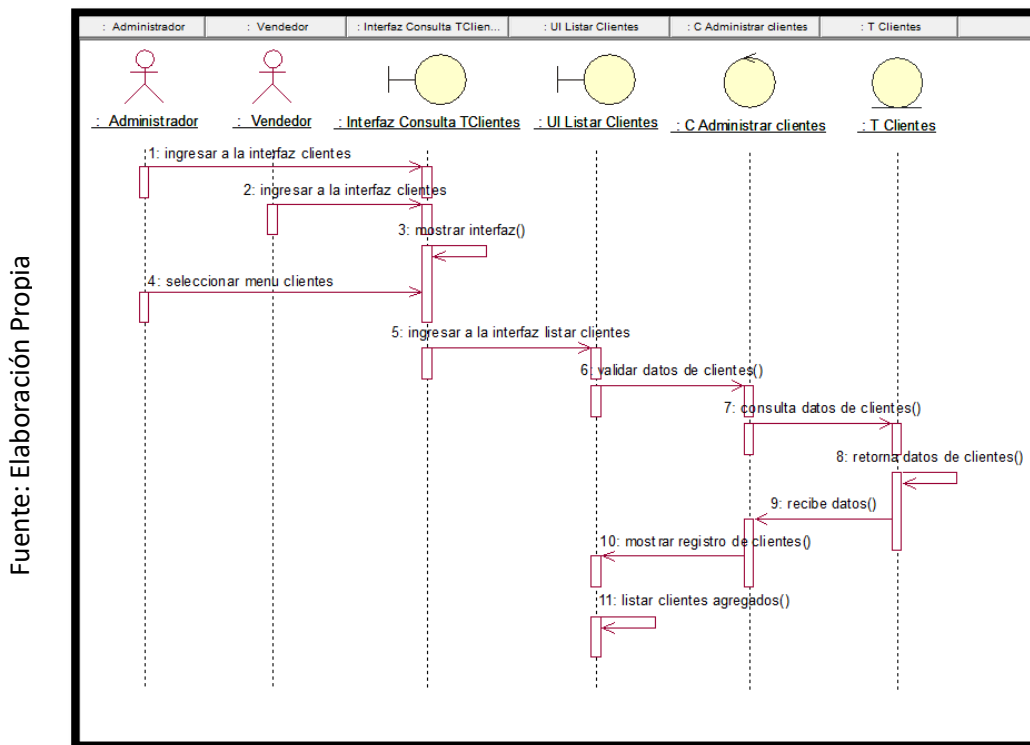 : Administrador
: Vendedor
: Interfaz Consulta TClien...
: UI Listar Clientes
: C Administrar clientes
: T Clientes
: Administrador
: Vendedor
: Interfaz Consulta TClientes
: UI Listar Clientes
: C Administrar clientes
: T Clientes
1: ingresar a la interfaz clientes
2: ingresar a la interfaz clientes
3: mostrar interfaz()
4: seleccionar menu clientes
5: ingresar a la interfaz listar clientes
6: validar datos de clientes()
7: consulta datos de clientes()
8: retorna datos de clientes()
9: recibe datos()
10: mostrar registro de clientes()
11: listar clientes agregados()
Fuente: Elaboración Propia